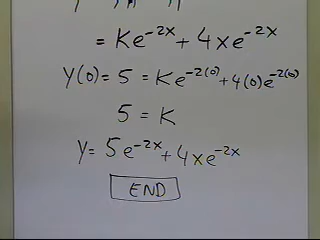 = Ke^{-2x} + 4xe^{-2x}
y(0) = 5 = Ke^{-2(0)} + 4(0)e^{-2(0)}
5 = K
y = 5e^{-2x} + 4xe^{-2x}
END